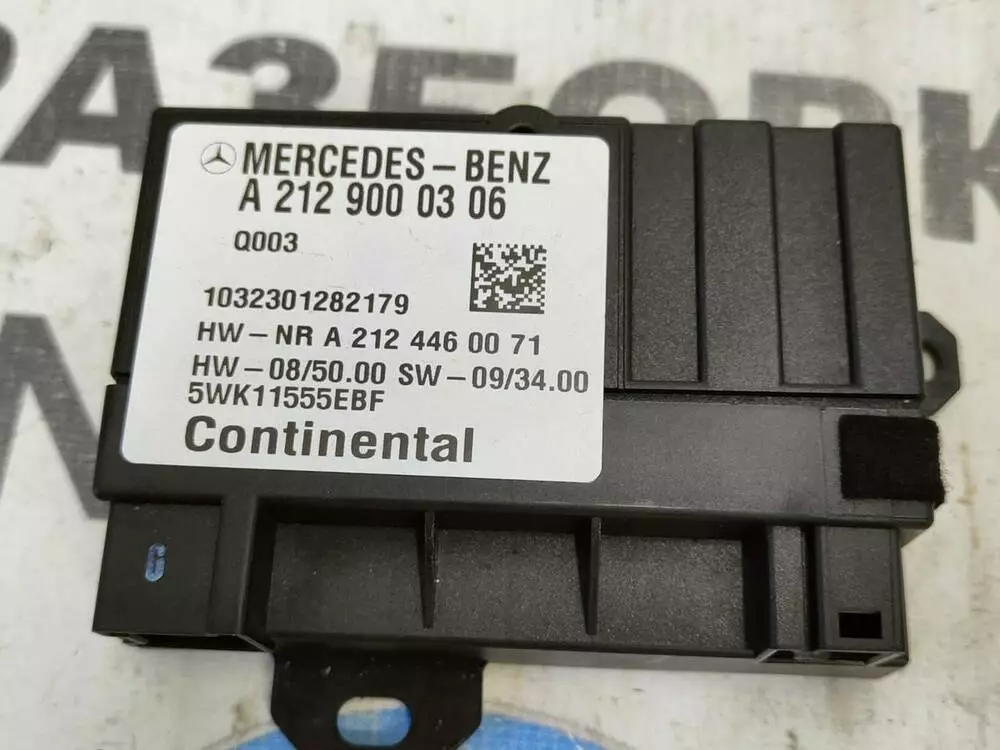 РАЗБОРК
MERCEDES-BENZ
A 212 900 03 06
Q003
1032301282179
HW-NR A 212 446 00 71
HW-08/50.00 SW-09/34.00
5WK11555EBF
Continental